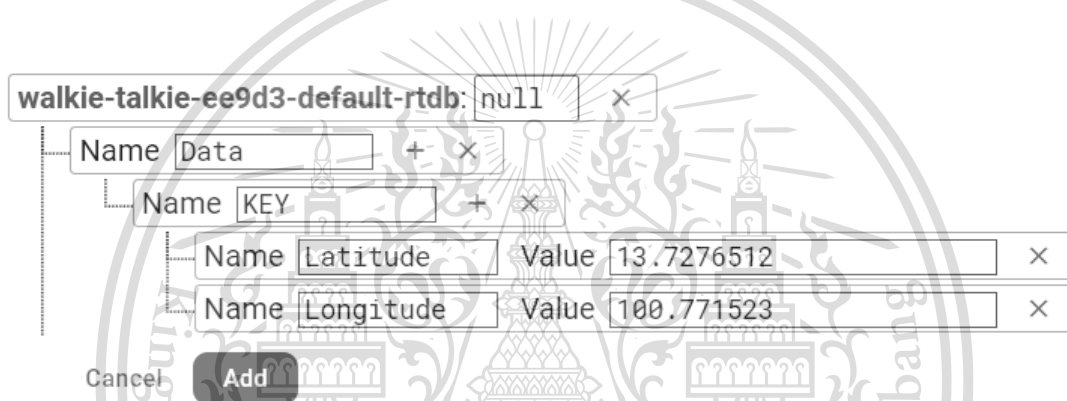 walkie-talkie-ee9d3-default-rtdb: null ×
Name Data + ×
Name KEY + ×
Name Latitude Value 13.7276512 ×
Name Longitude Value 100.771523 ×
Cancel Add